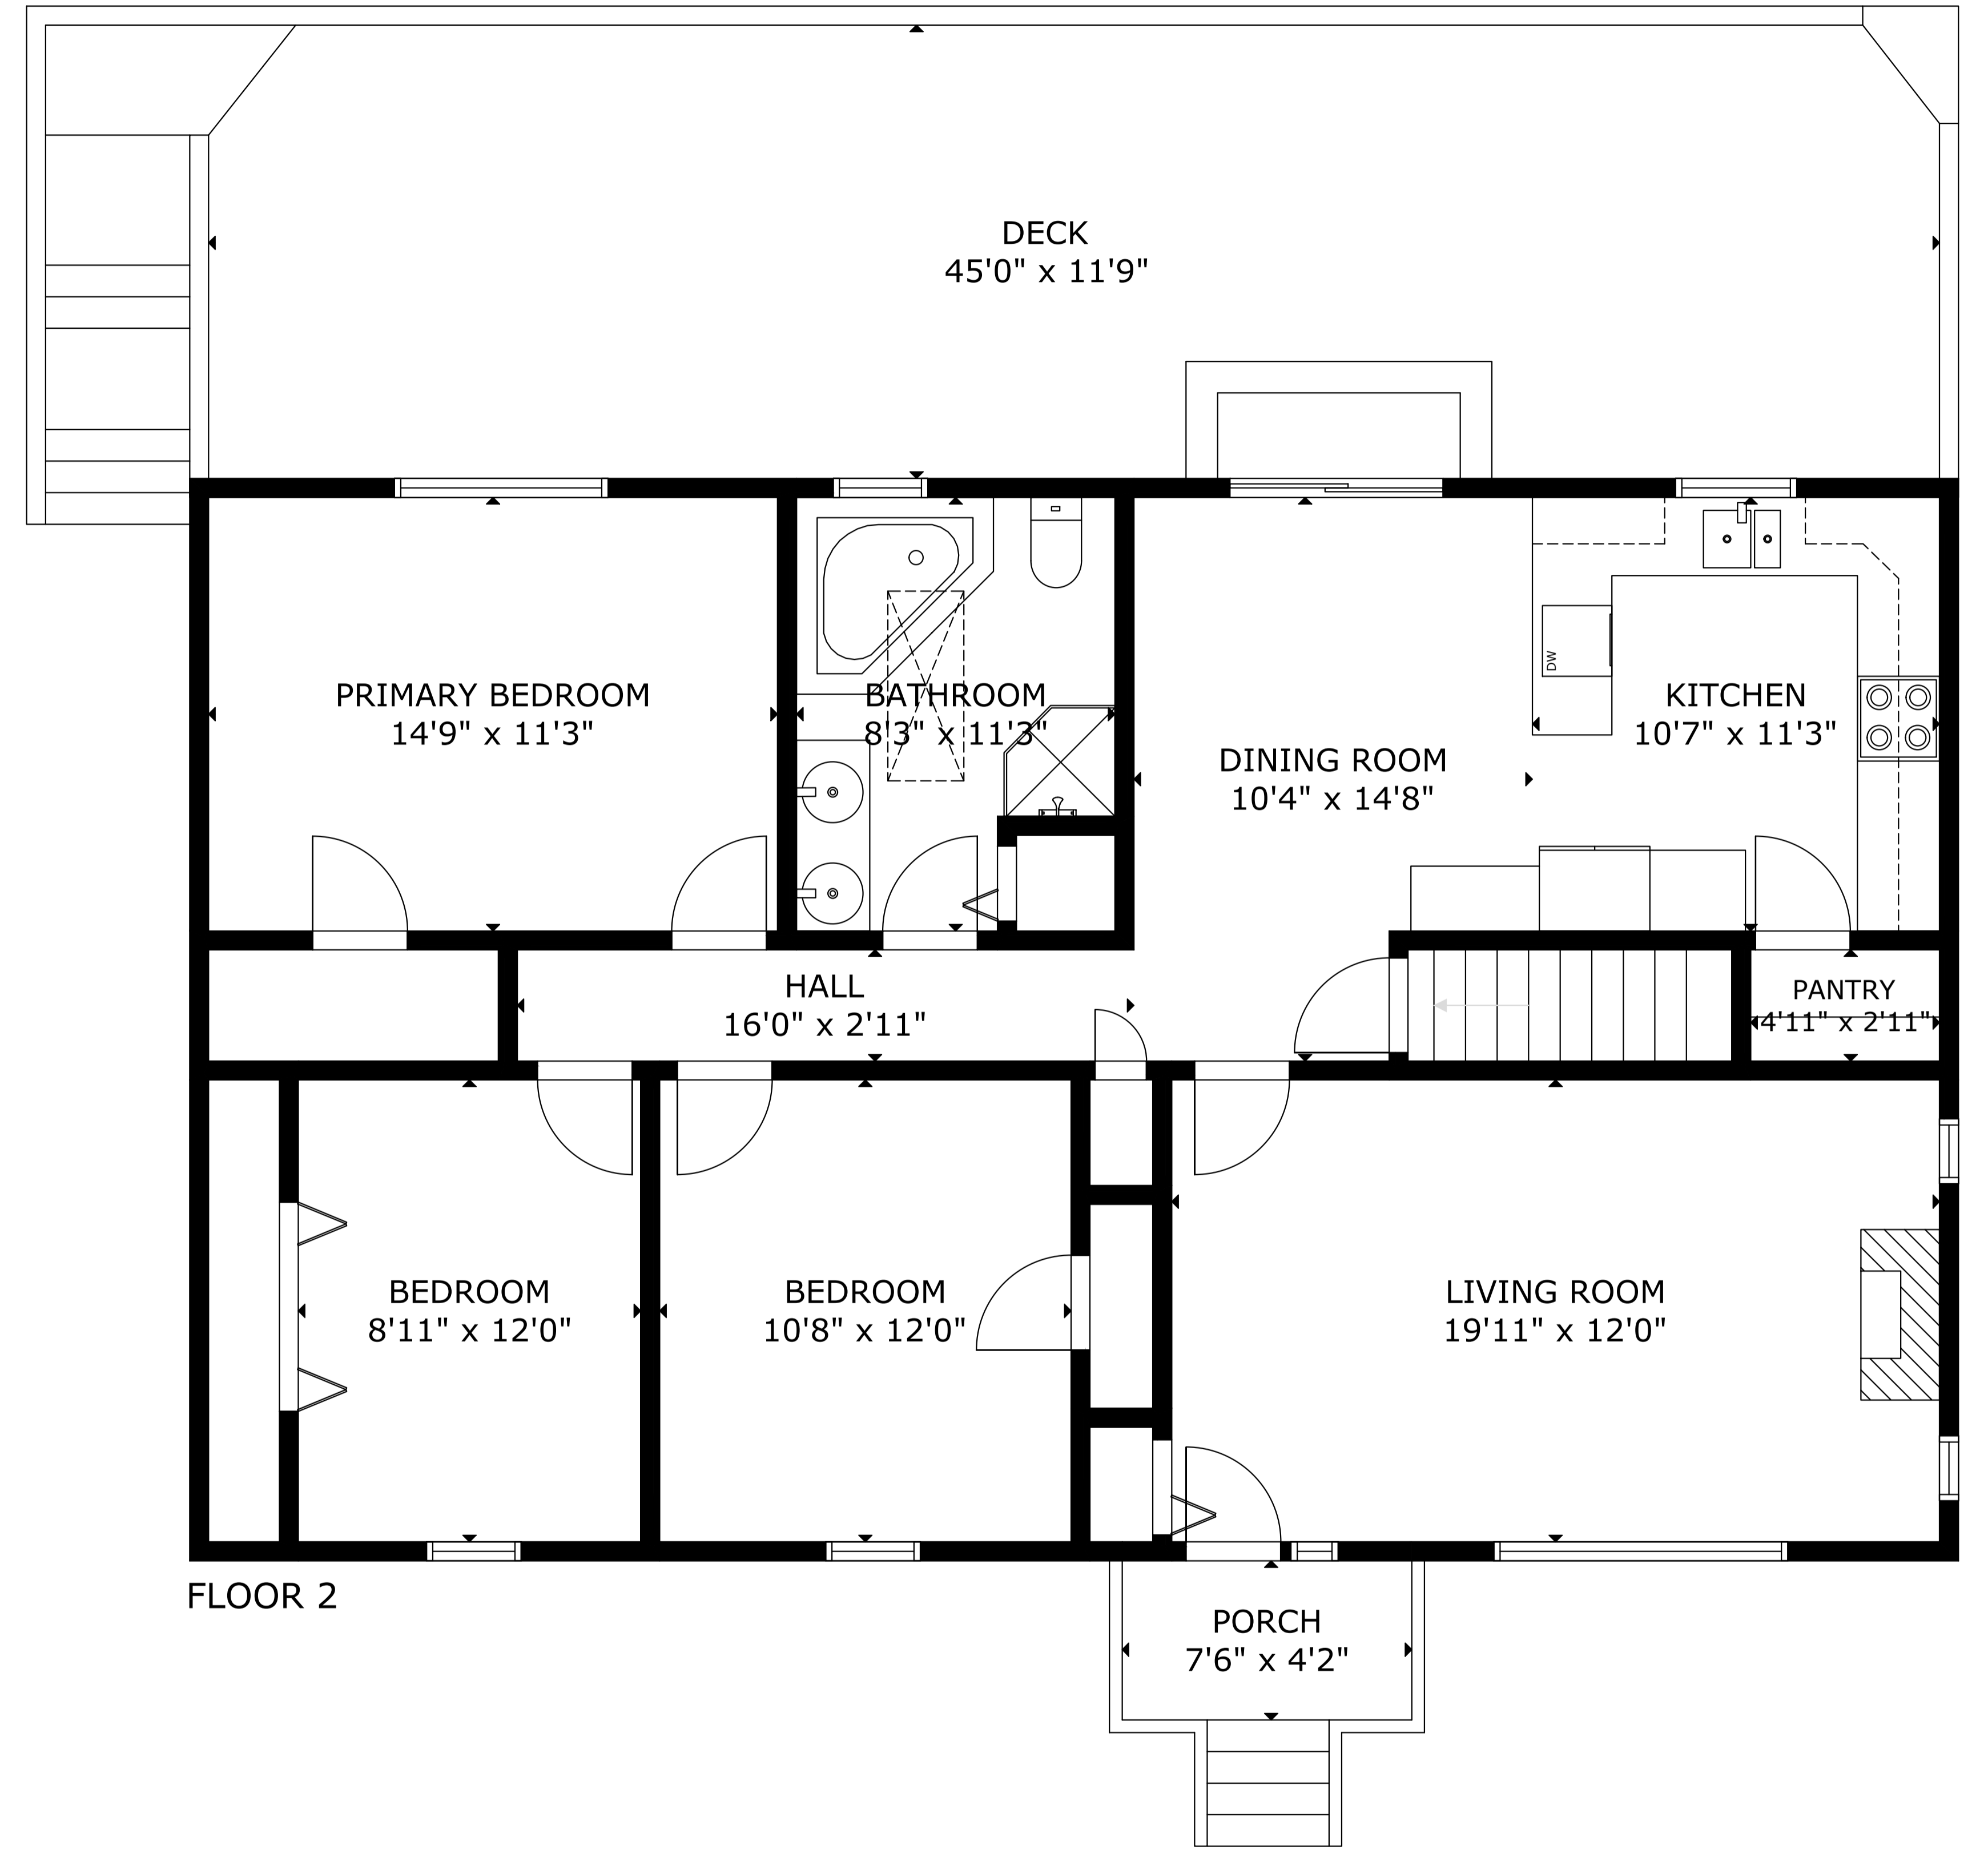 DECK
45'0" x 11'9"
PRIMARY BEDROOM
14'9" x 11'3"
BATHROOM
8'3" x 11'3"
DINING ROOM
10'4" x 14'8"
DW
KITCHEN
10'7" x 11'3"
HALL
16'0" x 2'11"
PANTRY
4'11" x 2'11"
BEDROOM
8'11" x 12'0"
BEDROOM
10'8" x 12'0"
LIVING ROOM
19'11" x 12'0"
FLOOR 2
PORCH
7'6" x 4'2"